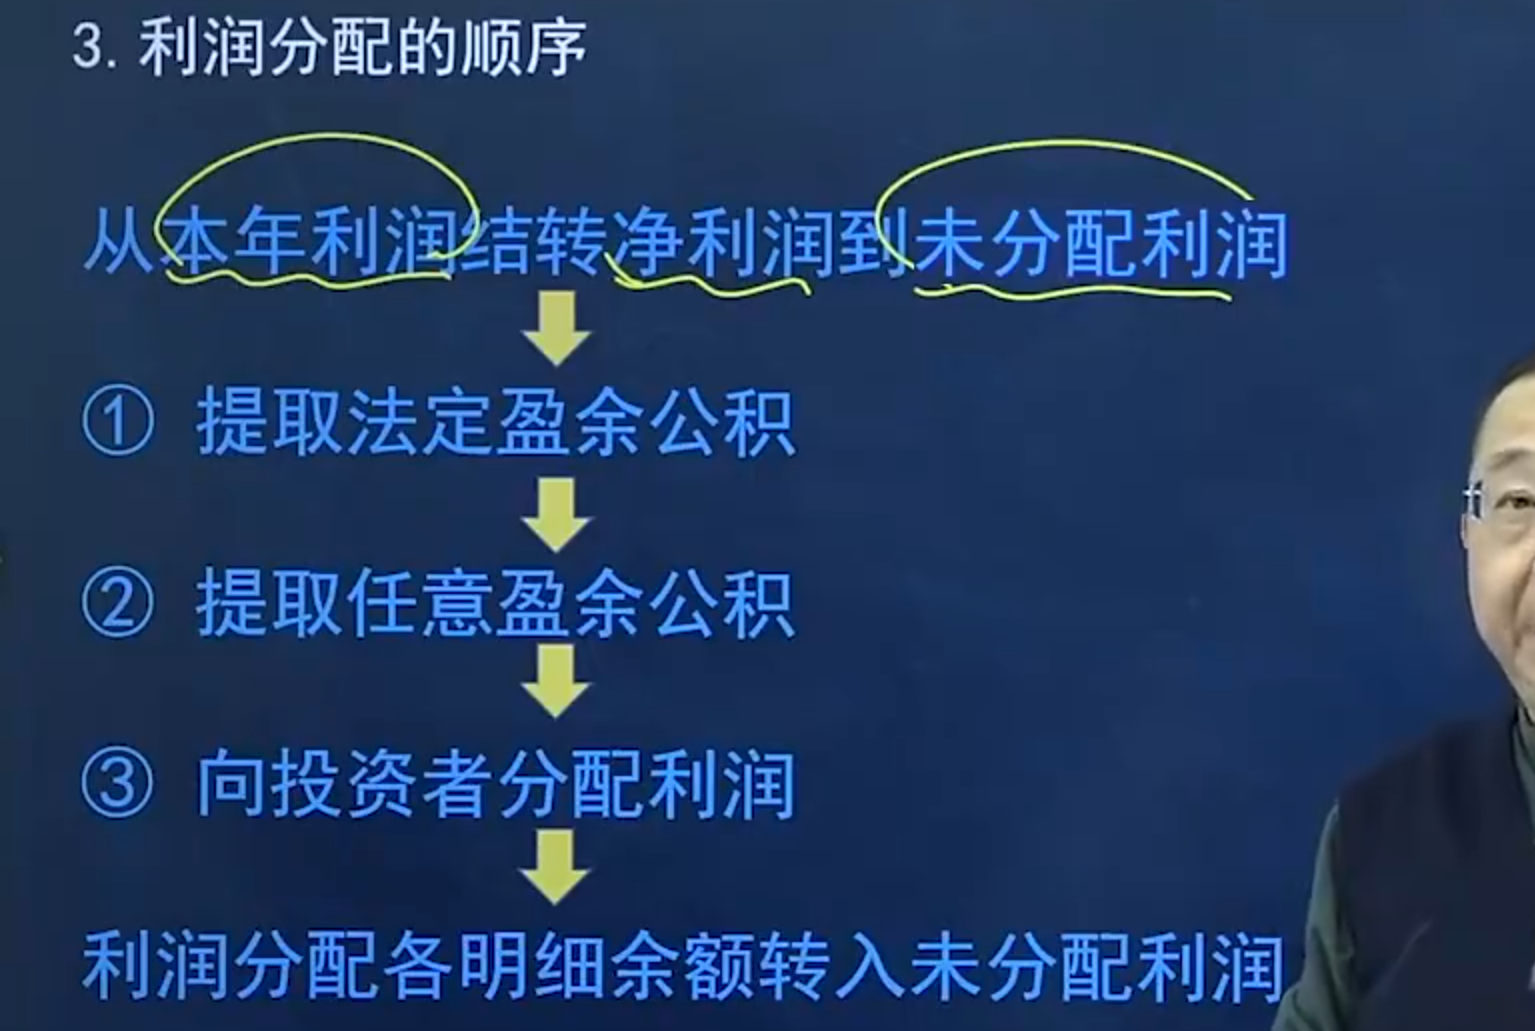 3. 利润分配的顺序
从本年利润结转净利润到未分配利润
① 提取法定盈余公积
② 提取任意盈余公积
③ 向投资者分配利润
利润分配各明细余额转入未分配利润